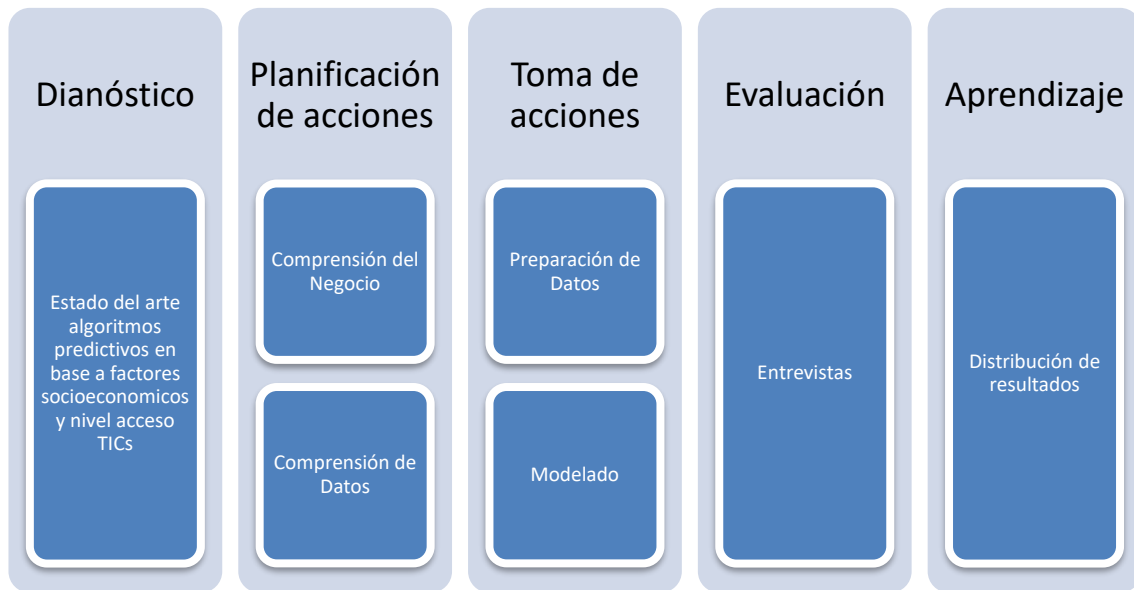 Dianóstico
Estado del arte
algoritmos
predictivos en
base a factores
socioeconomicos
y nivel acceso
TICs
Planificación
de acciones
Comprensión del
Negocio
Comprensión de
Datos
Toma de
acciones
Preparación de
Datos
Modelado
Evaluación
Entrevistas
Aprendizaje
Distribución de
resultados